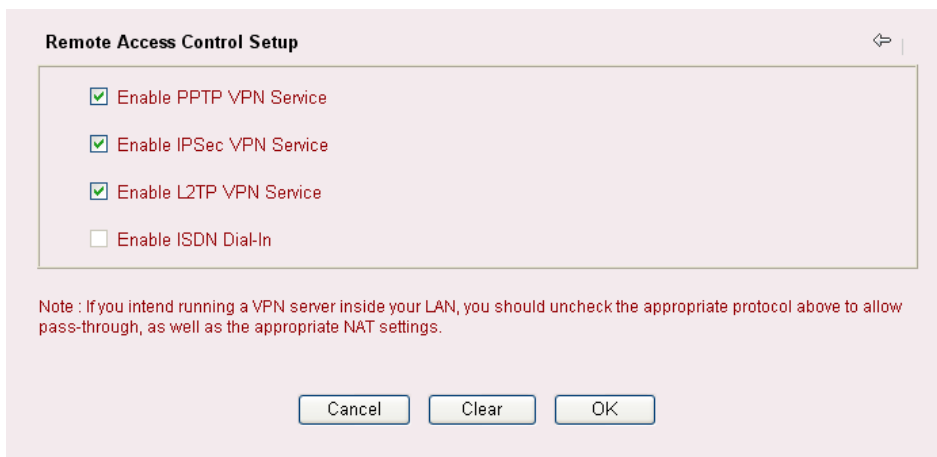 Remote Access Control Setup
Enable PPTP VPN Service
Enable IPSec VPN Service
Enable L2TP VPN Service
Enable ISDN Dial-In
Note : If you intend running a VPN server inside your LAN, you should uncheck the appropriate protocol above to allow
pass-through, as well as the appropriate NAT settings.
Cancel Clear OK